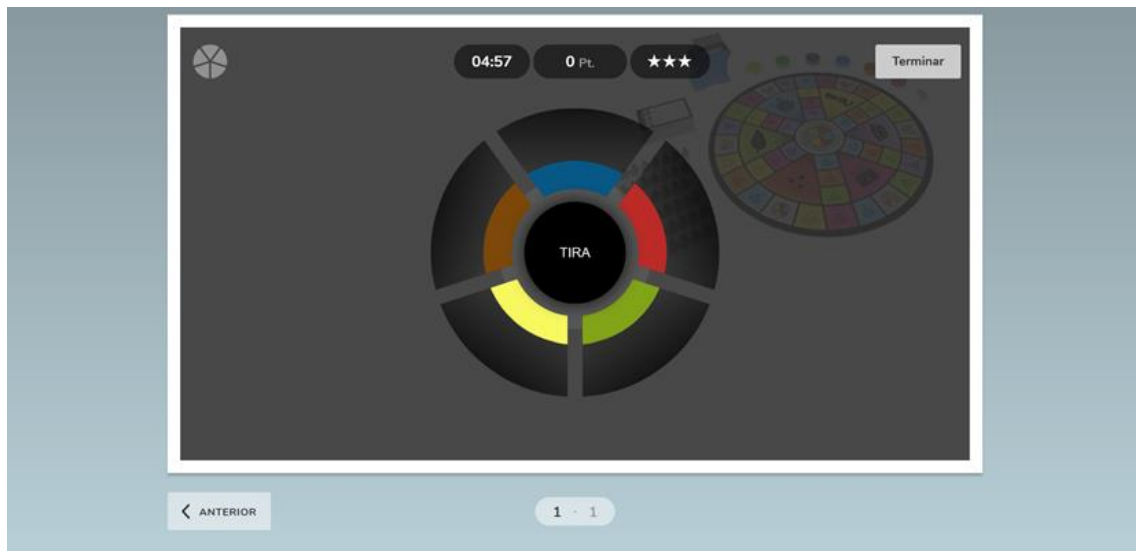 04:57
0 Pt.
★★★
Terminar
TIRA
ANTERIOR
1 · 1